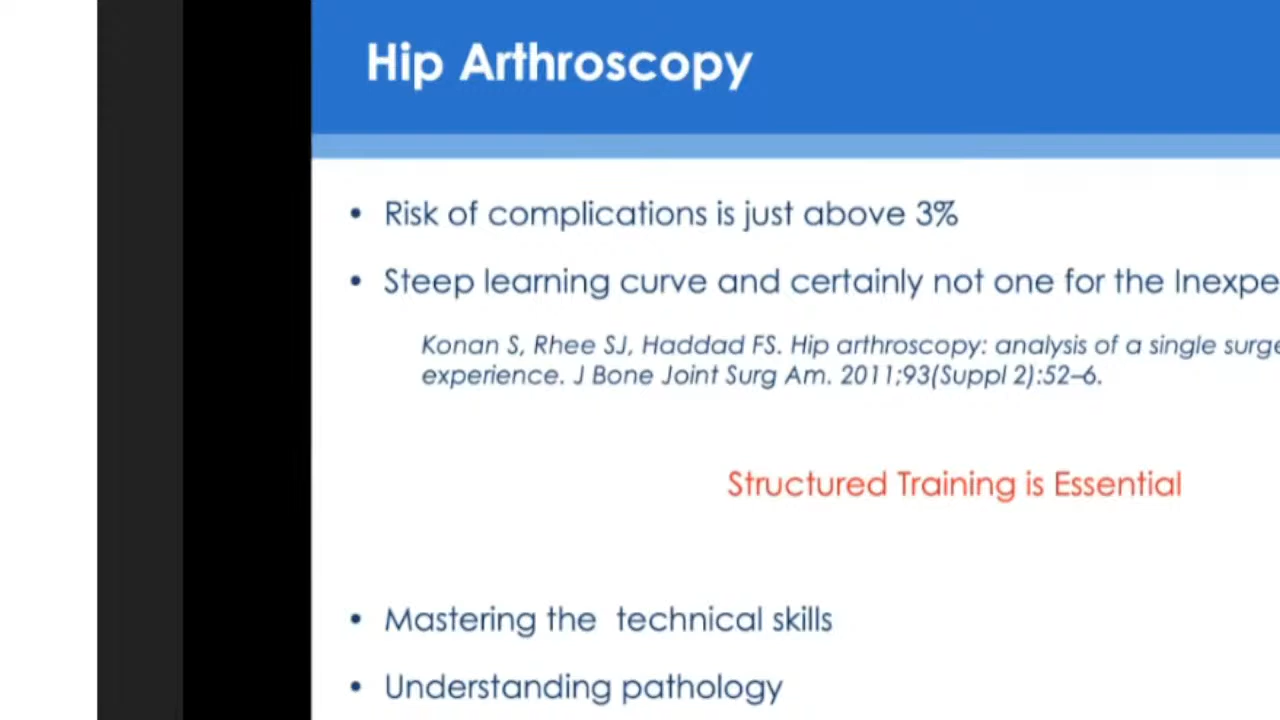 Hip Arthroscopy
• Risk of complications is just above 3%
• Steep learning curve and certainly not one for the Inexpe
Konan S, Rhee SJ, Haddad FS. Hip arthroscopy: analysis of a single surge
experience. J Bone Joint Surg Am. 2011;93(Suppl 2):52–6.
Structured Training is Essential
• Mastering the  technical skills
• Understanding pathology